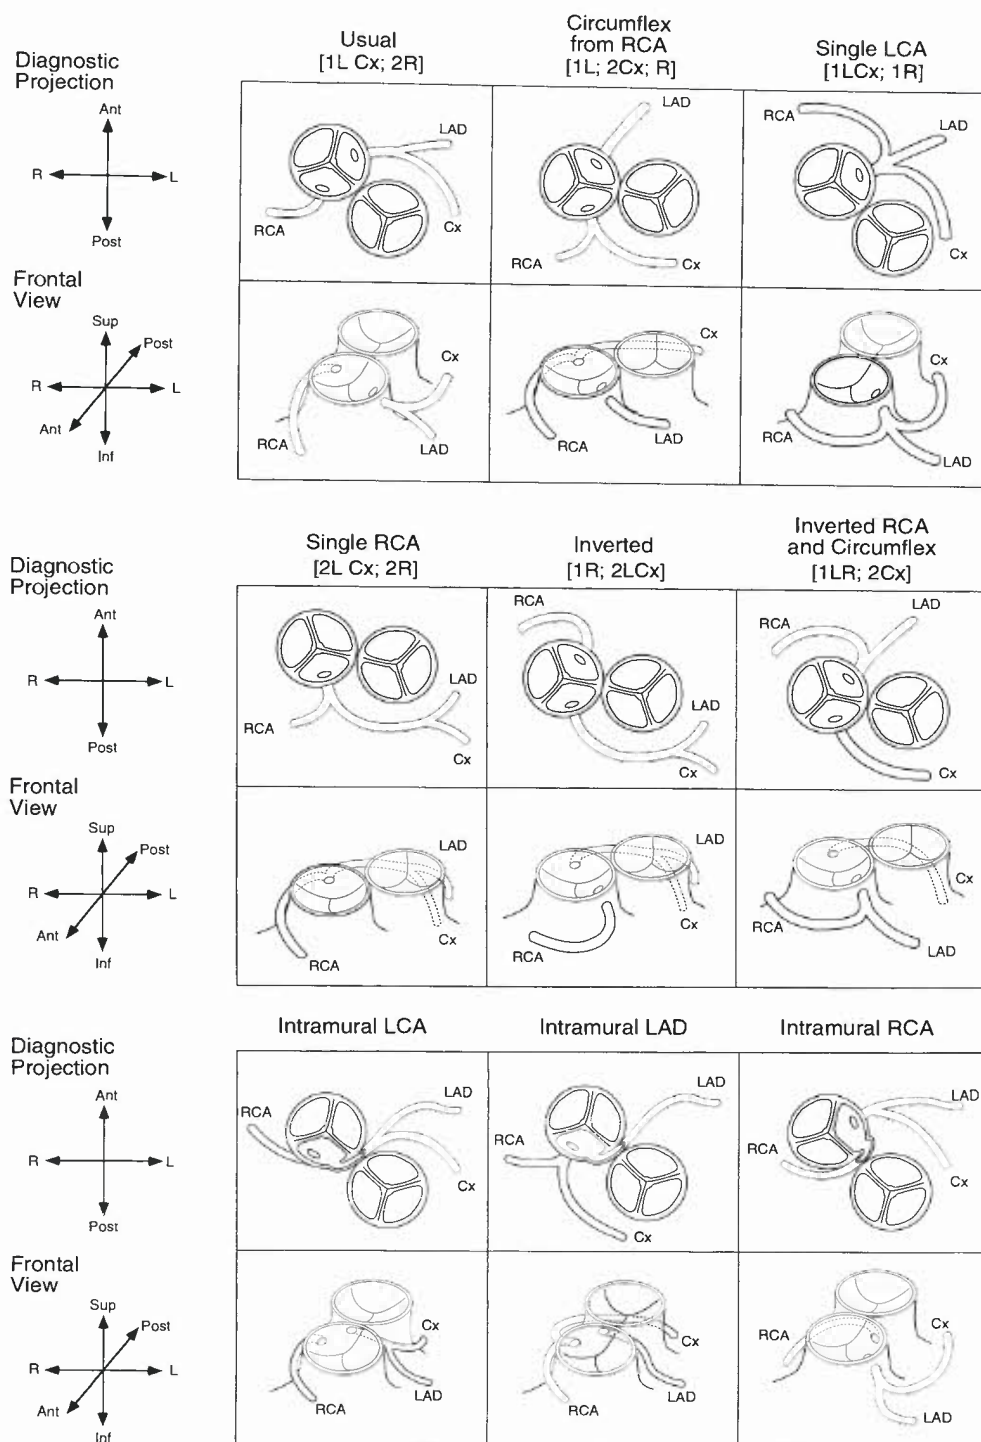 Diagnostic
Projection
Ant
R
L
Post
Usual
[1L Cx; 2R]
Circumflex
from RCA
[1L; 2Cx; R]
Single LCA
[1LCx; 1R]
LAD
RCA
Cx
LAD
RCA
Cx
RCA
LAD
Cx
Frontal
View
Sup
Post
R
L
Ant
Inf
Cx
RCA
LAD
Cx
RCA
LAD
Cx
RCA
LAD
Diagnostic
Projection
Ant
R
L
Post
Single RCA
[2L Cx; 2R]
Inverted
[1R; 2LCx]
Inverted RCA
and Circumflex
[1LR; 2Cx]
LAD
RCA
Cx
RCA
LAD
Cx
LAD
RCA
Cx
Frontal
View
Sup
Post
R
L
Ant
Inf
LAD
Cx
RCA
LAD
Cx
RCA
Cx
RCA
LAD
Diagnostic
Projection
Ant
R
L
Post
Intramural LCA
Intramural LAD
Intramural RCA
RCA
LAD
Cx
LAD
RCA
Cx
LAD
RCA
Cx
Frontal
View
Sup
Post
R
L
Ant
Inf
Cx
LAD
RCA
Cx
LAD
RCA
Cx
RCA
LAD